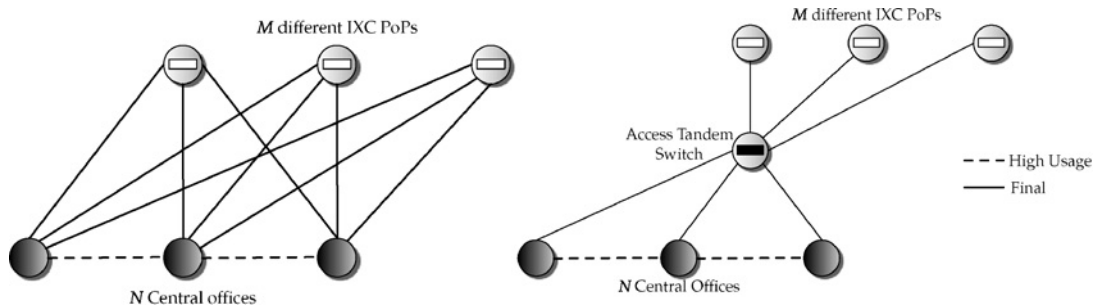 M different IXC PoPs
N Central offices
M different IXC PoPs
Access Tandem
Switch
High Usage
Final
N Central Offices